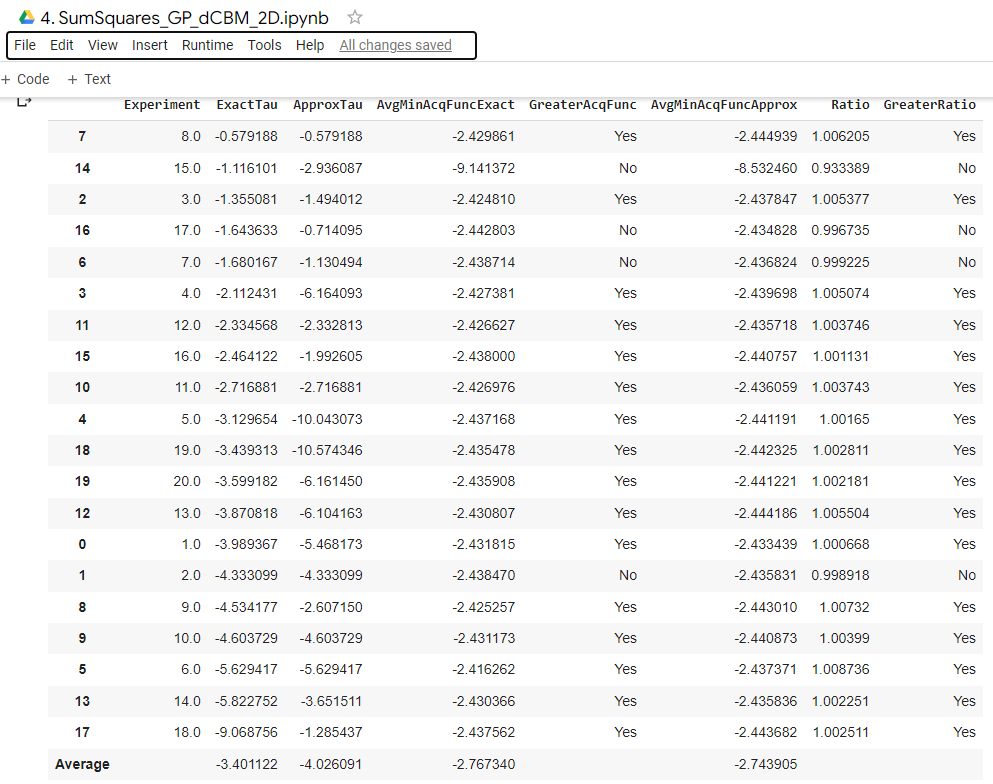 4. SumSquares_GP_dCBM_2D.ipynb
File Edit View Insert Runtime Tools Help All changes saved
+ Code + Text
Experiment ExactTau ApproxTau AvgMinAcqFuncExact GreaterAcqFunc AvgMinAcqFuncApprox Ratio GreaterRatio
7 8.0 -0.579188 -0.579188 -2.429861 Yes -2.444939 1.006205 Yes
14 15.0 -1.116101 -2.936087 -9.141372 No -8.532460 0.933389 No
2 3.0 -1.355081 -1.494012 -2.424810 Yes -2.437847 1.005377 Yes
16 17.0 -1.643633 -0.714095 -2.442803 No -2.434828 0.996735 No
6 7.0 -1.680167 -1.130494 -2.438714 No -2.436824 0.999225 No
3 4.0 -2.112431 -6.164093 -2.427381 Yes -2.439698 1.005074 Yes
11 12.0 -2.334568 -2.332813 -2.426627 Yes -2.435718 1.003746 Yes
15 16.0 -2.464122 -1.992605 -2.438000 Yes -2.440757 1.001131 Yes
10 11.0 -2.716881 -2.716881 -2.426976 Yes -2.436059 1.003743 Yes
4 5.0 -3.129654 -10.043073 -2.437168 Yes -2.441191 1.00165 Yes
18 19.0 -3.439313 -10.574346 -2.435478 Yes -2.442325 1.002811 Yes
19 20.0 -3.599182 -6.161450 -2.435908 Yes -2.441221 1.002181 Yes
12 13.0 -3.870818 -6.104163 -2.430807 Yes -2.444186 1.005504 Yes
0 1.0 -3.989367 -5.468173 -2.431815 Yes -2.433439 1.000668 Yes
1 2.0 -4.333099 -4.333099 -2.438470 No -2.435831 0.998918 No
8 9.0 -4.534177 -2.607150 -2.425257 Yes -2.443010 1.00732 Yes
9 10.0 -4.603729 -4.603729 -2.431173 Yes -2.440873 1.00399 Yes
5 6.0 -5.629417 -5.629417 -2.416262 Yes -2.437371 1.008736 Yes
13 14.0 -5.822752 -3.651511 -2.430366 Yes -2.435836 1.002251 Yes
17 18.0 -9.068756 -1.285437 -2.437562 Yes -2.443682 1.002511 Yes
Average -3.401122 -4.026091 -2.767340 -2.743905